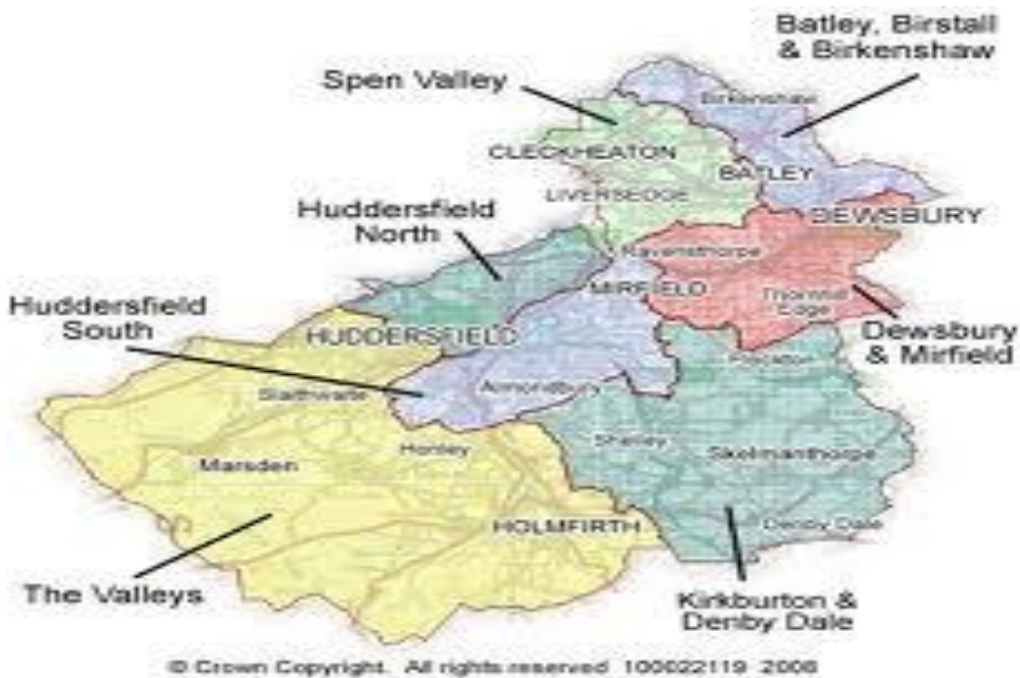 Batley, Birstall
& Birkenshaw
Spen Valley
Birkenshaw
CLECKHEATON
BATLEY
LIVERSEDGE
Huddersfield
North
DEWSBURY
Ravensthorpe
MIRFIELD
Thornhill
Edge
Huddersfield
South
HUDDERSFIELD
Dewsbury
& Mirfield
Flockton
Slaithwaite
Almondbury
Shelley
Honley
Skelmanthorpe
Marsden
HOLMFIRTH
Denby Dale
The Valleys
Kirkburton &
Denby Dale
© Crown Copyright. All rights reserved 100022119 2008